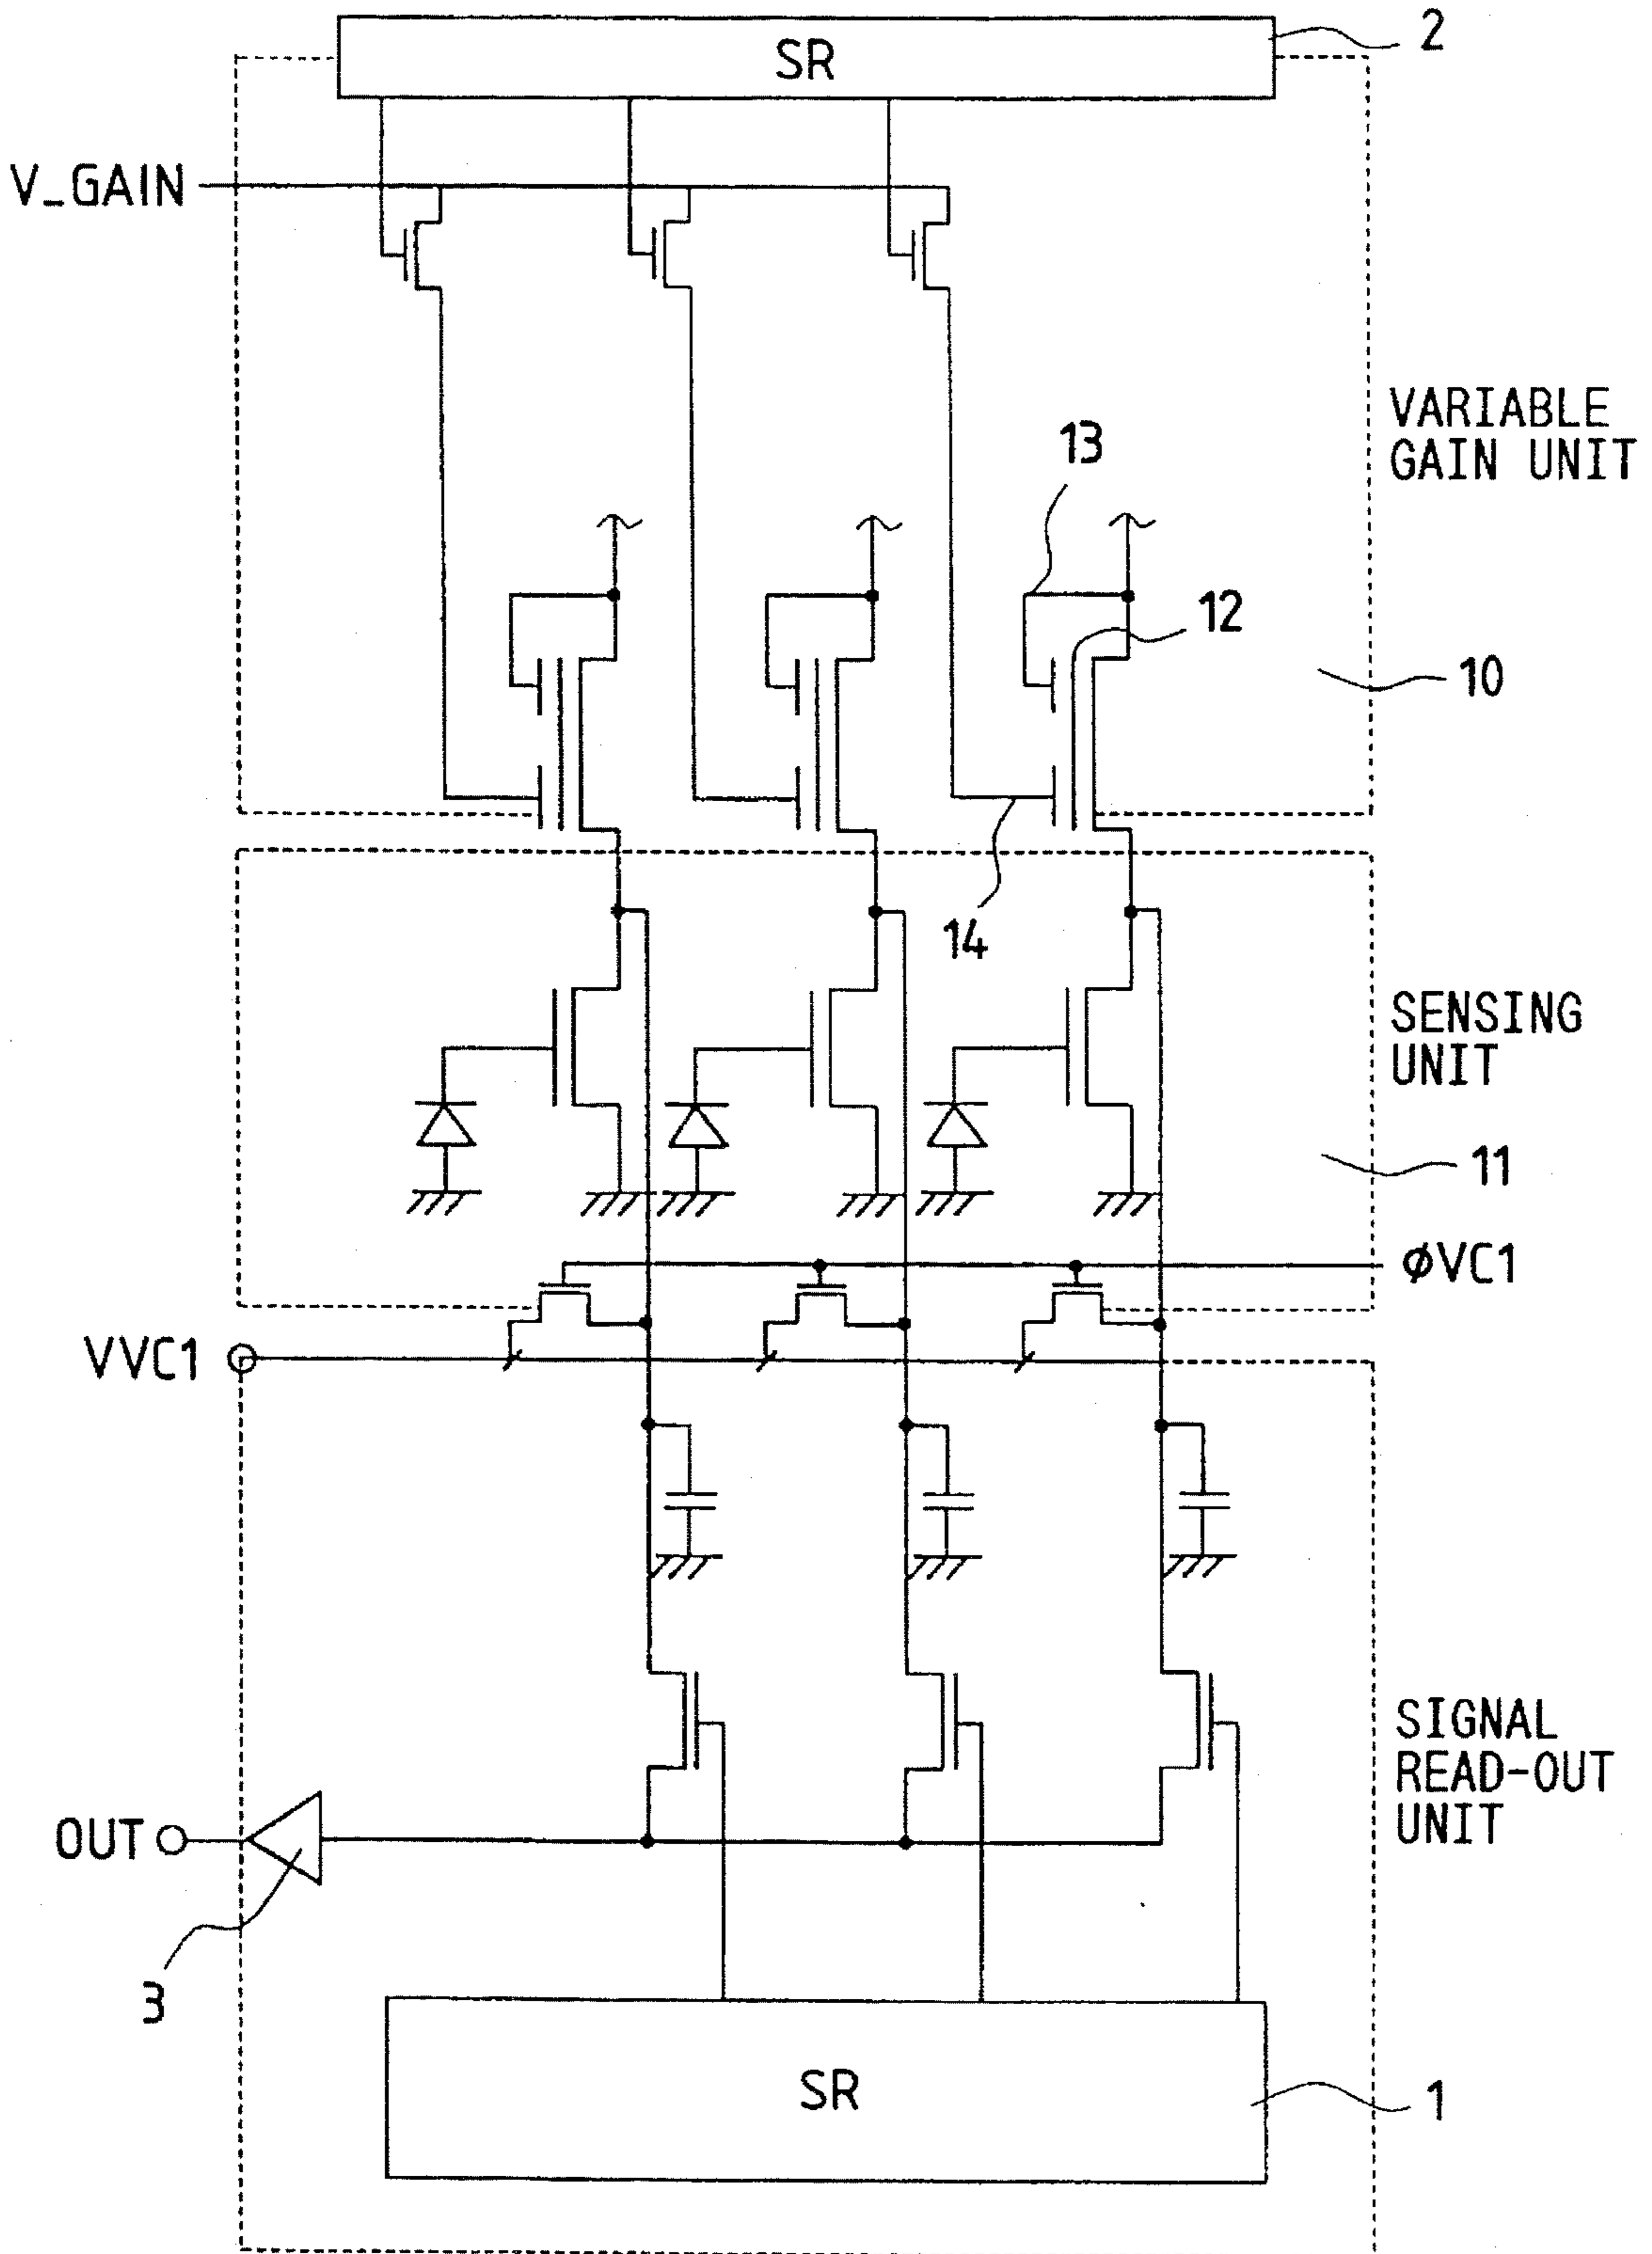 2
SR
V_GAIN
VARIABLE
GAIN UNIT
13
12
10
14
SENSING
UNIT
11
φVC1
VVC1
SIGNAL
READ-OUT
UNIT
OUT
3
SR
1